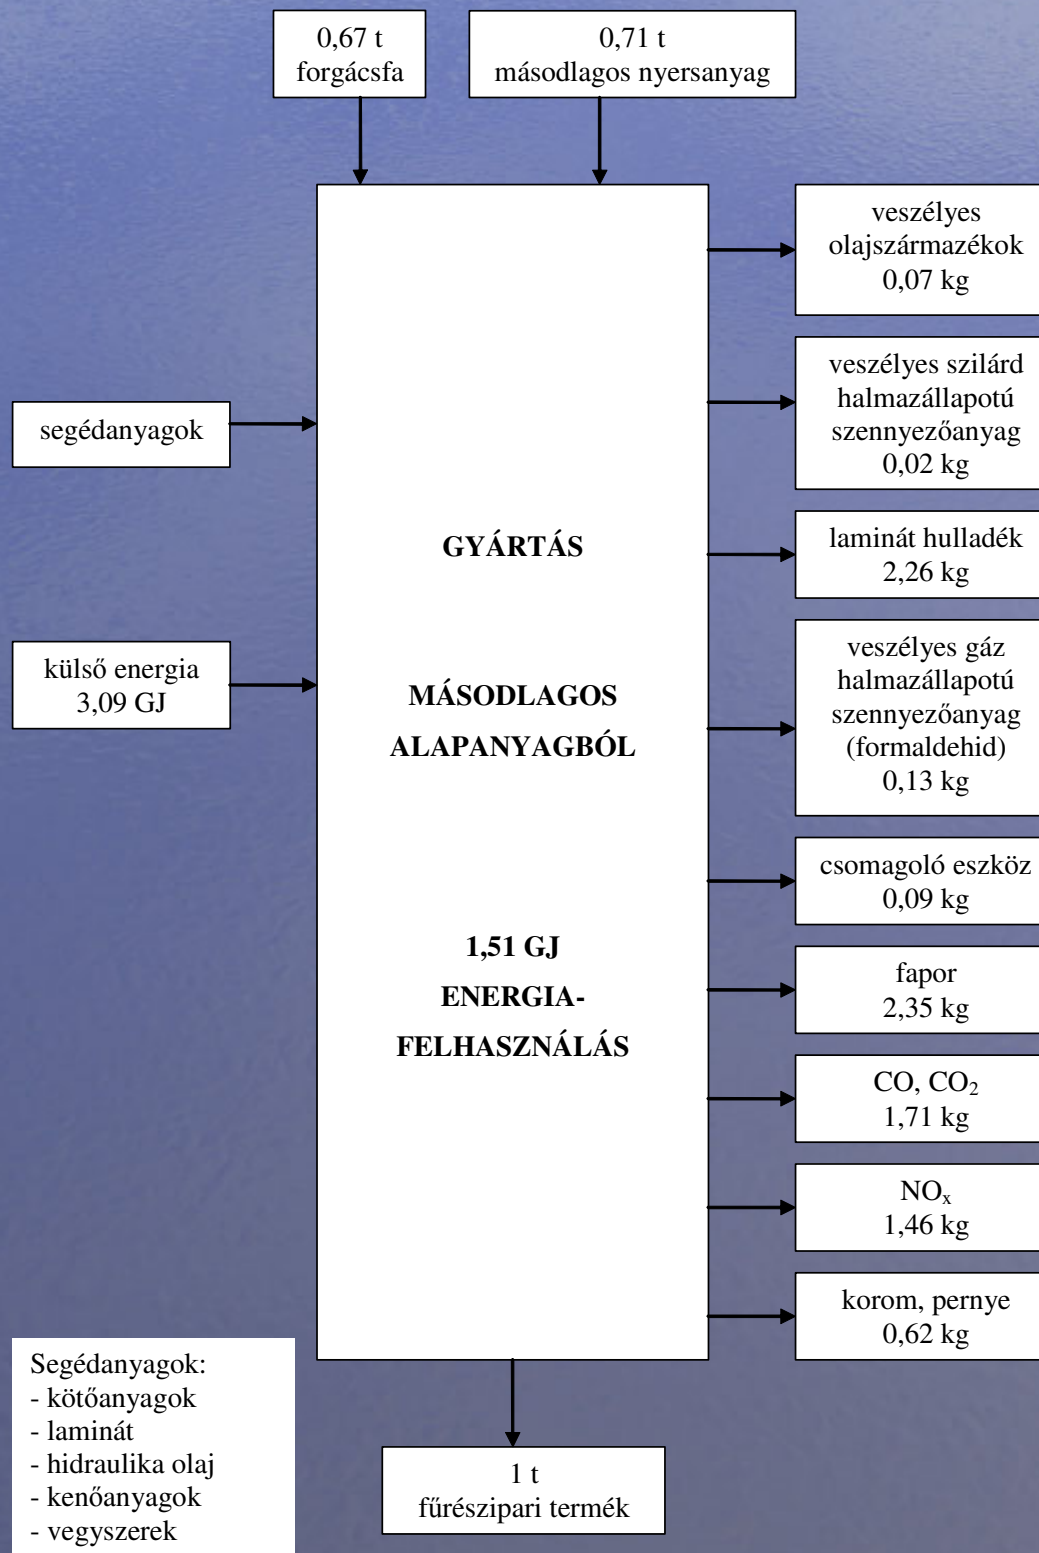 0,67 t
forgácsfa
0,71 t
másodlagos nyersanyag
segédanyagok
külső energia
3,09 GJ
GYÁRTÁS
MÁSODLAGOS
ALAPANYAGBÓL
1,51 GJ
ENERGIA-
FELHASZNÁLÁS
veszélyes
olajszármazékok
0,07 kg
veszélyes szilárd
halmazállapotú
szennyezőanyag
0,02 kg
laminát hulladék
2,26 kg
veszélyes gáz
halmazállapotú
szennyezőanyag
(formaldehid)
0,13 kg
csomagoló eszköz
0,09 kg
fapor
2,35 kg
CO, CO₂
1,71 kg
NOₓ
1,46 kg
korom, pernye
0,62 kg
Segédanyagok:
- kötőanyagok
- laminát
- hidraulika olaj
- kenőanyagok
- vegyszerek
1 t
fűrészipari termék